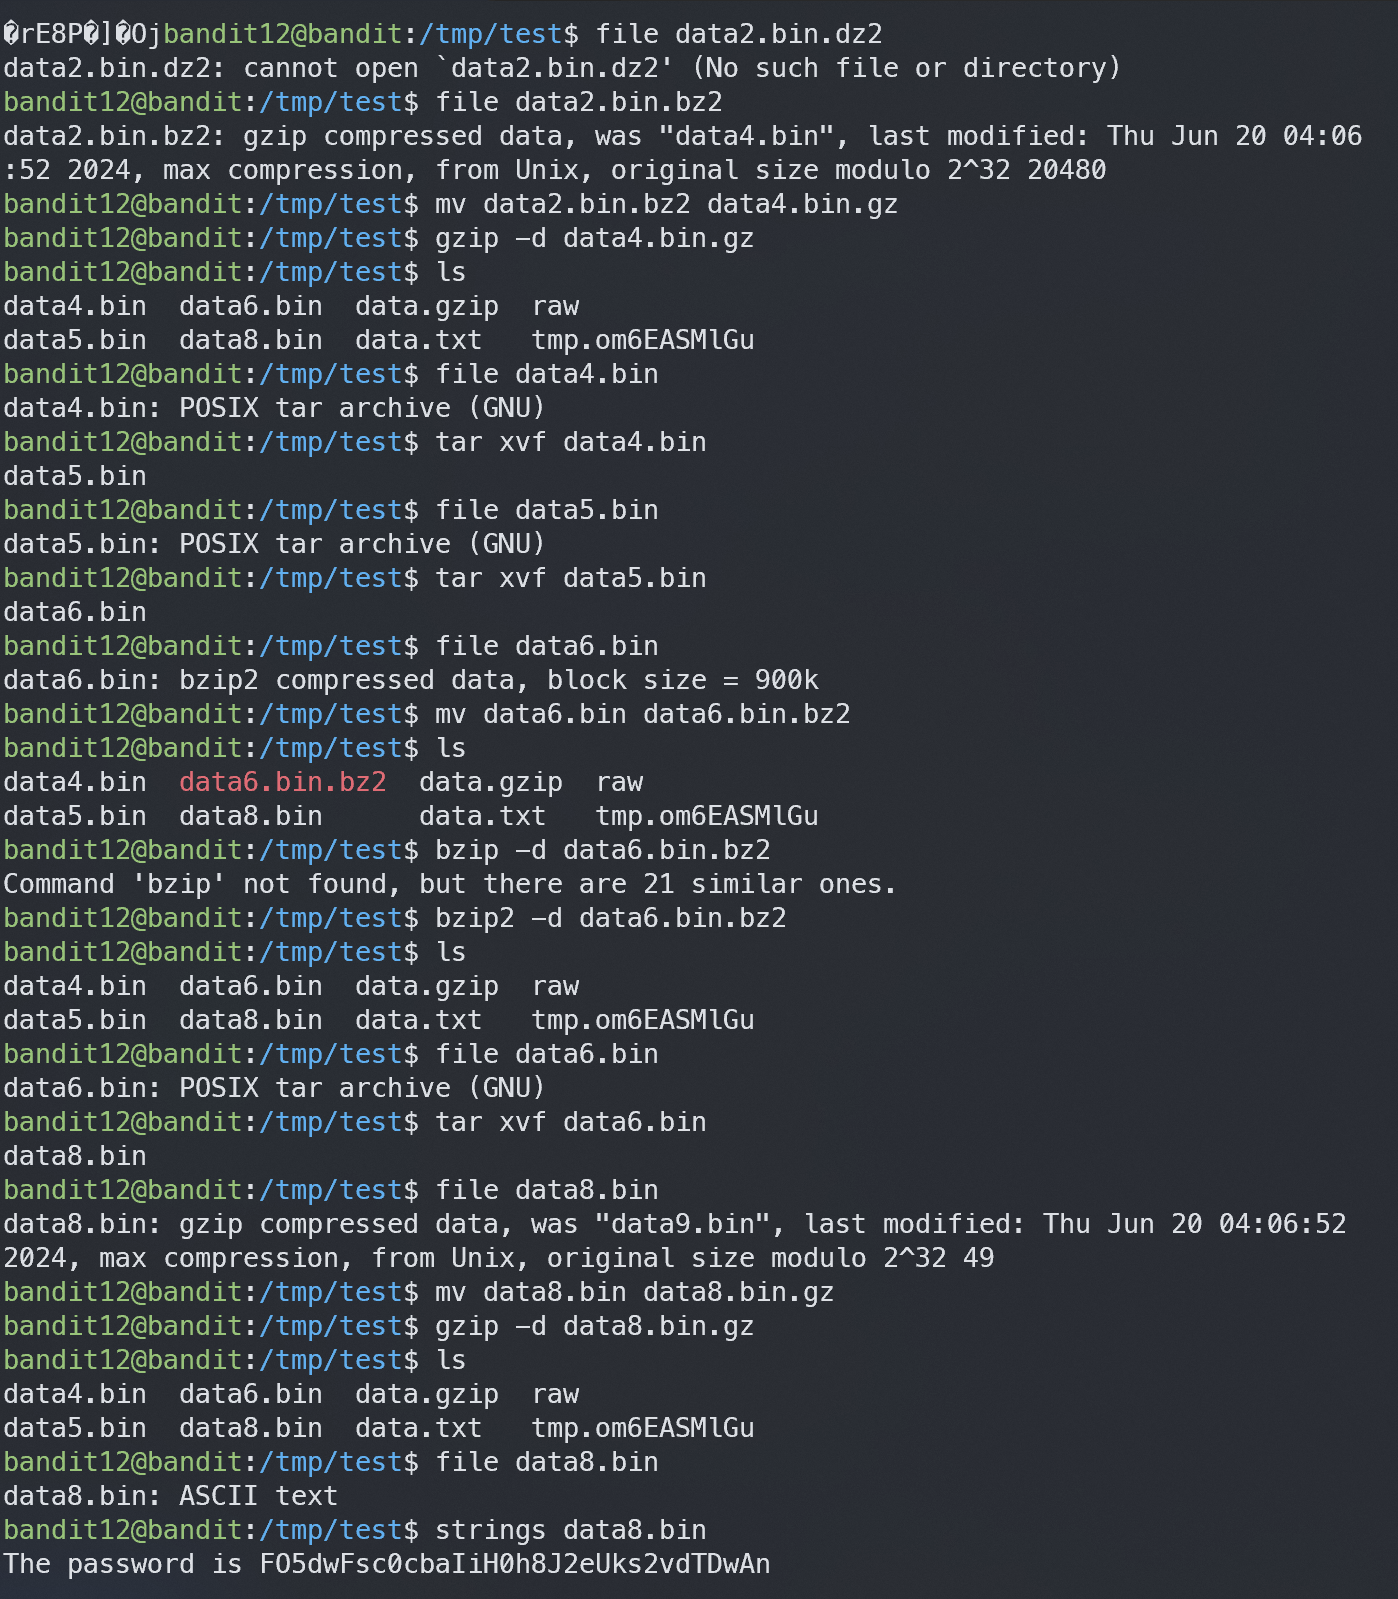 �rE8P�]�Ojbandit12@bandit:/tmp/test$ file data2.bin.dz2
data2.bin.dz2: cannot open `data2.bin.dz2' (No such file or directory)
bandit12@bandit:/tmp/test$ file data2.bin.bz2
data2.bin.bz2: gzip compressed data, was "data4.bin", last modified: Thu Jun 20 04:06
:52 2024, max compression, from Unix, original size modulo 2^32 20480
bandit12@bandit:/tmp/test$ mv data2.bin.bz2 data4.bin.gz
bandit12@bandit:/tmp/test$ gzip -d data4.bin.gz
bandit12@bandit:/tmp/test$ ls
data4.bin  data6.bin  data.gzip  raw
data5.bin  data8.bin  data.txt   tmp.om6EASMlGu
bandit12@bandit:/tmp/test$ file data4.bin
data4.bin: POSIX tar archive (GNU)
bandit12@bandit:/tmp/test$ tar xvf data4.bin
data5.bin
bandit12@bandit:/tmp/test$ file data5.bin
data5.bin: POSIX tar archive (GNU)
bandit12@bandit:/tmp/test$ tar xvf data5.bin
data6.bin
bandit12@bandit:/tmp/test$ file data6.bin
data6.bin: bzip2 compressed data, block size = 900k
bandit12@bandit:/tmp/test$ mv data6.bin data6.bin.bz2
bandit12@bandit:/tmp/test$ ls
data4.bin  data6.bin.bz2  data.gzip  raw
data5.bin  data8.bin      data.txt   tmp.om6EASMlGu
bandit12@bandit:/tmp/test$ bzip -d data6.bin.bz2
Command 'bzip' not found, but there are 21 similar ones.
bandit12@bandit:/tmp/test$ bzip2 -d data6.bin.bz2
bandit12@bandit:/tmp/test$ ls
data4.bin  data6.bin  data.gzip  raw
data5.bin  data8.bin  data.txt   tmp.om6EASMlGu
bandit12@bandit:/tmp/test$ file data6.bin
data6.bin: POSIX tar archive (GNU)
bandit12@bandit:/tmp/test$ tar xvf data6.bin
data8.bin
bandit12@bandit:/tmp/test$ file data8.bin
data8.bin: gzip compressed data, was "data9.bin", last modified: Thu Jun 20 04:06:52
2024, max compression, from Unix, original size modulo 2^32 49
bandit12@bandit:/tmp/test$ mv data8.bin data8.bin.gz
bandit12@bandit:/tmp/test$ gzip -d data8.bin.gz
bandit12@bandit:/tmp/test$ ls
data4.bin  data6.bin  data.gzip  raw
data5.bin  data8.bin  data.txt   tmp.om6EASMlGu
bandit12@bandit:/tmp/test$ file data8.bin
data8.bin: ASCII text
bandit12@bandit:/tmp/test$ strings data8.bin
The password is FO5dwFsc0cbaIiH0h8J2eUks2vdTDwAn